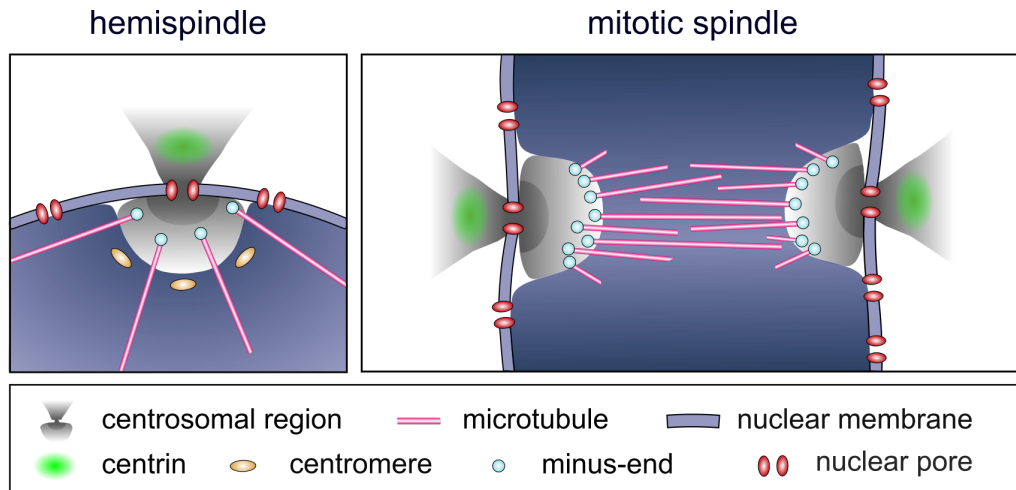 hemispindle
mitotic spindle
centrosomal region
microtubule
nuclear membrane
centrin
centromere
minus-end
nuclear pore